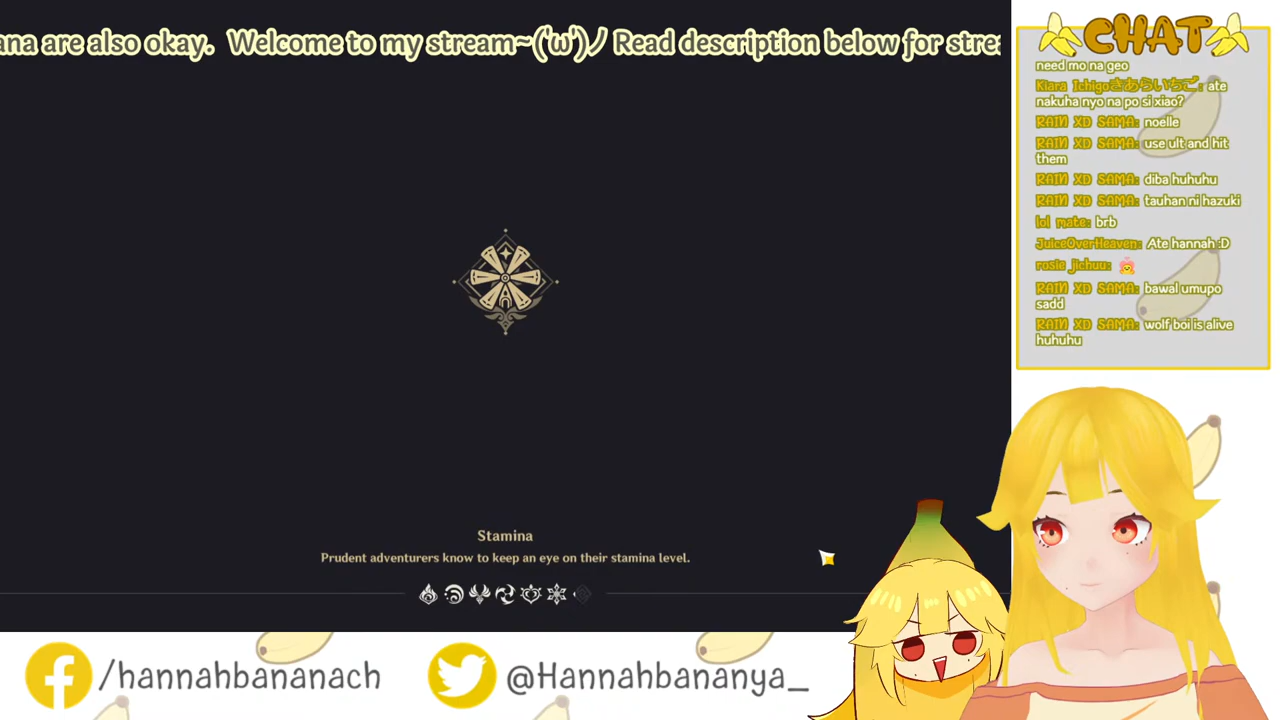 ana are also okay. Welcome to my stream~('ω')ノ Read description below for strea
CHAT
need mo na geo
Kiara Ichigoきあらいちご: ate
nakuha nyo na po si xiao?
RAIN XD SAMA: noelle
RAIN XD SAMA: use ult and hit
them
RAIN XD SAMA: diba huhuhu
RAIN XD SAMA: tauhan ni hazuki
lol mate: brb
JuiceOverHeaven: Ate hannah :D
rosie jichuu:
RAIN XD SAMA: bawal umupo
sadd
RAIN XD SAMA: wolf boi is alive
huhuhu
Stamina
Prudent adventurers know to keep an eye on their stamina level.
/hannahbananach
@Hannahbananya_